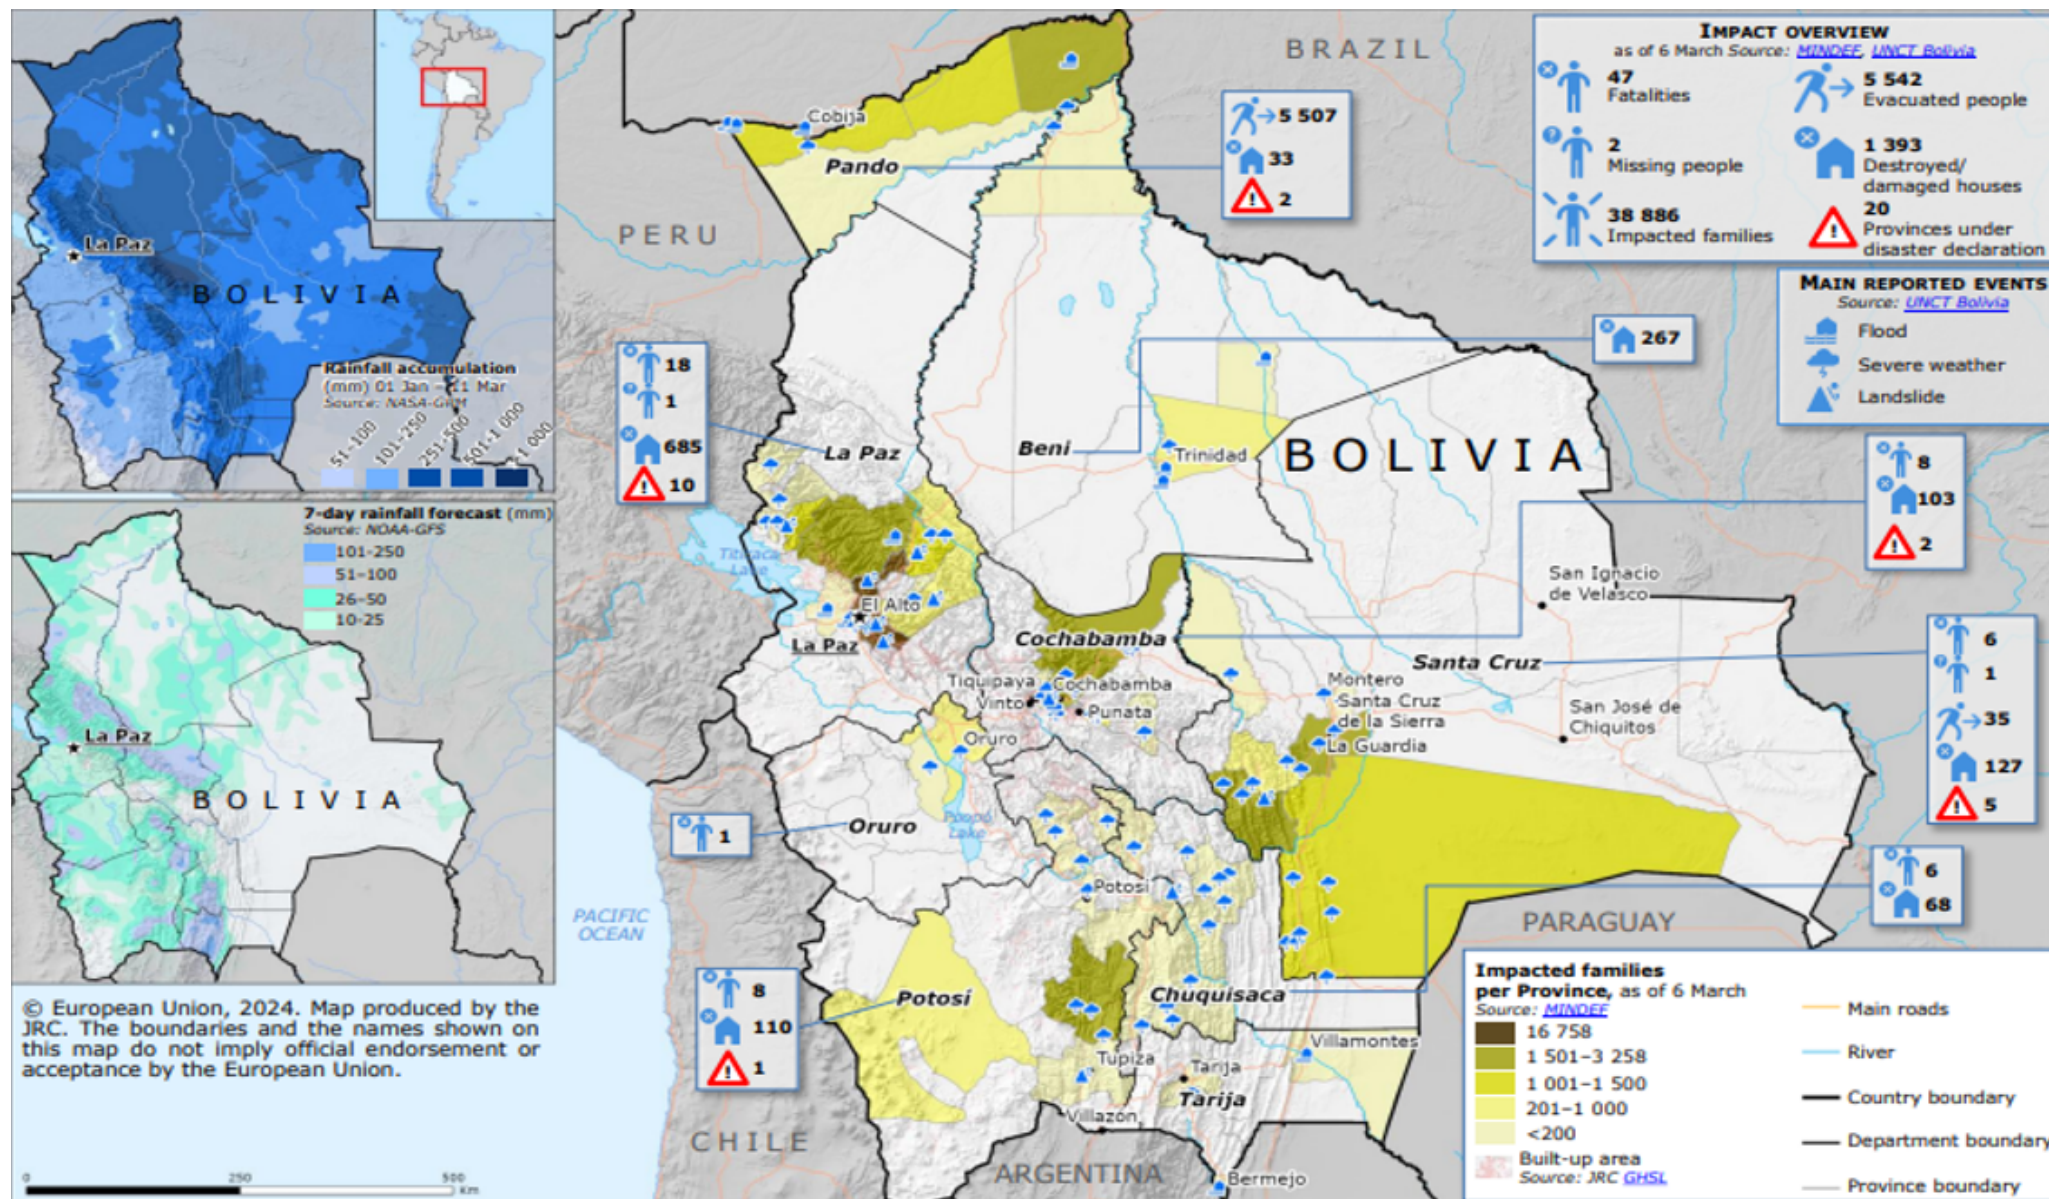 La Paz
BOLIVIA
Rainfall accumulation
(mm) 01 Jan - 11 Mar
Source: NASA-GPM
51-100
101-250
251-500
501-1 000
7-day rainfall forecast (mm)
Source: NOAA-GFS
101-250
51-100
26-50
10-25
La Paz
BOLIVIA
© European Union, 2024. Map produced by the
JRC. The boundaries and the names shown on
this map do not imply official endorsement or
acceptance by the European Union.
0
250
500
Km
BRAZIL
PERU
Cobija
Pando
5 507
33
2
IMPACT OVERVIEW
as of 6 March Source: MINDEF, UNCT Bolivia
47
Fatalities
5 542
Evacuated people
2
Missing people
1 393
Destroyed/
damaged houses
38 886
Impacted families
20
Provinces under
disaster declaration
MAIN REPORTED EVENTS
Source: UNCT Bolivia
Flood
Severe weather
Landslide
267
18
1
685
10
La Paz
Beni
Trinidad
BOLIVIA
8
103
2
Titicaca
Lake
El Alto
La Paz
Cochabamba
San Ignacio
de Velasco
Santa Cruz
6
1
35
127
5
Tiquipaya
Cochabamba
Vinto
Punata
Montero
Santa Cruz
de la Sierra
La Guardia
San José de
Chiquitos
Oruro
Poopó
Lake
Oruro
1
Potosí
6
68
PACIFIC
OCEAN
PARAGUAY
8
110
1
Potosí
Chuquisaca
Villamontes
Tupiza
Tarija
Tarija
Villazón
CHILE
ARGENTINA
Bermejo
Impacted families
per Province, as of 6 March
Source: MINDEF
16 758
1 501-3 258
1 001-1 500
201-1 000
<200
Built-up area
Source: JRC GHSL
Main roads
River
Country boundary
Department boundary
Province boundary